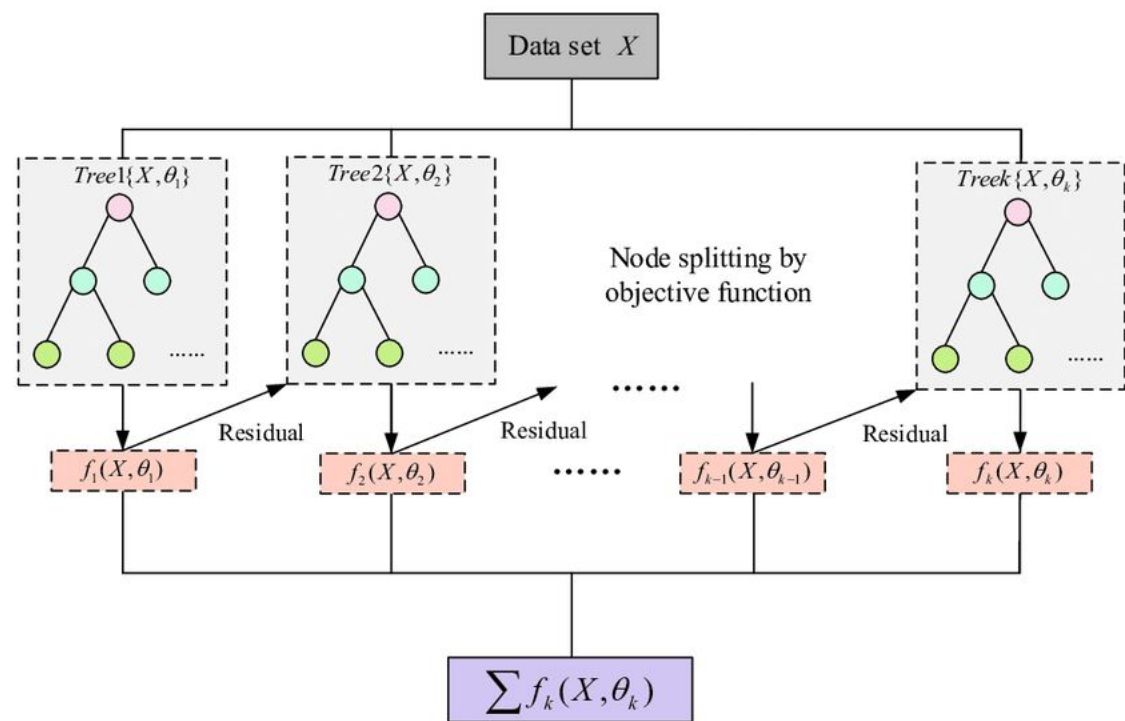 Data set X
Tree1{X,θ₁}
Tree2{X,θ₂}
Treek{X,θₖ}
Node splitting by
objective function
......
......
......
......
Residual
Residual
Residual
f₁(X,θ₁)
f₂(X,θ₂)
......
fₖ₋₁(X,θₖ₋₁)
fₖ(X,θₖ)
∑ fₖ(X,θₖ)